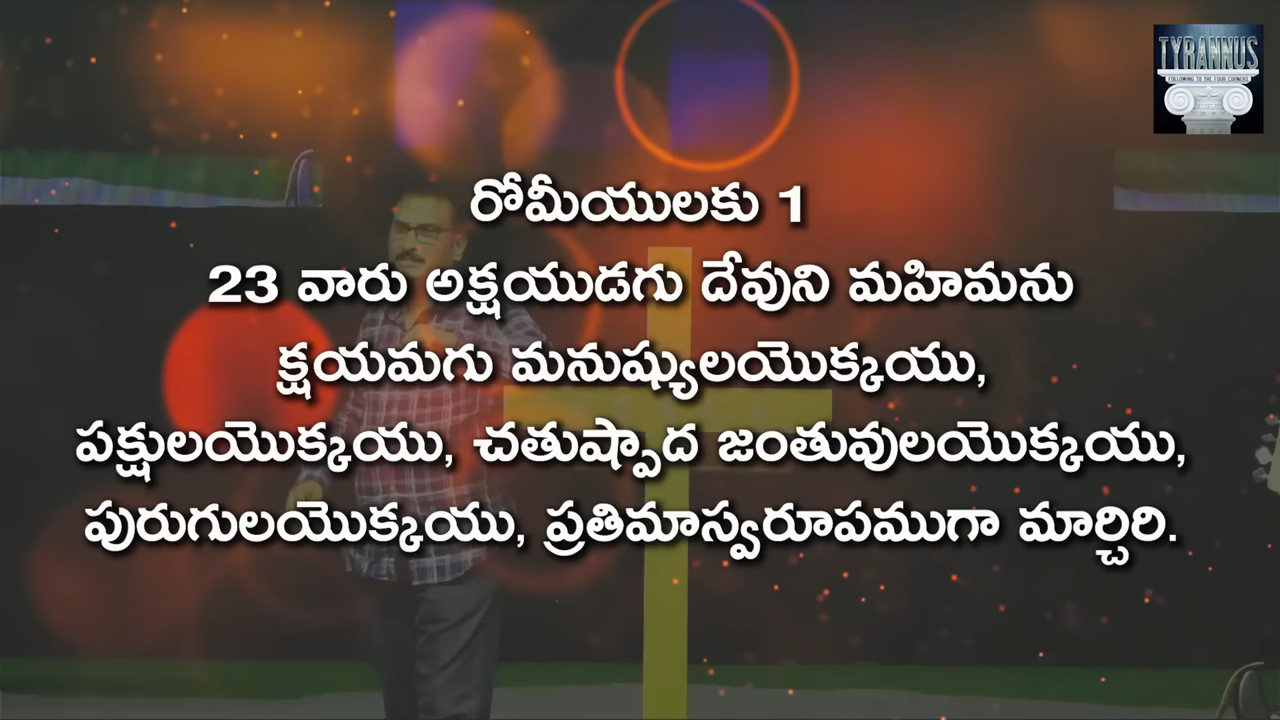 TYRANNUS
FOLLOWING TO THE FOUR CORNERS
రోమీయులకు 1
23 వారు అక్షయుడగు దేవుని మహిమను
క్షయమగు మనుష్యులయొక్కయు,
పక్షులయొక్కయు, చతుష్పాద జంతువులయొక్కయు,
పురుగులయొక్కయు, ప్రతిమాస్వరూపముగా మార్చిరి.